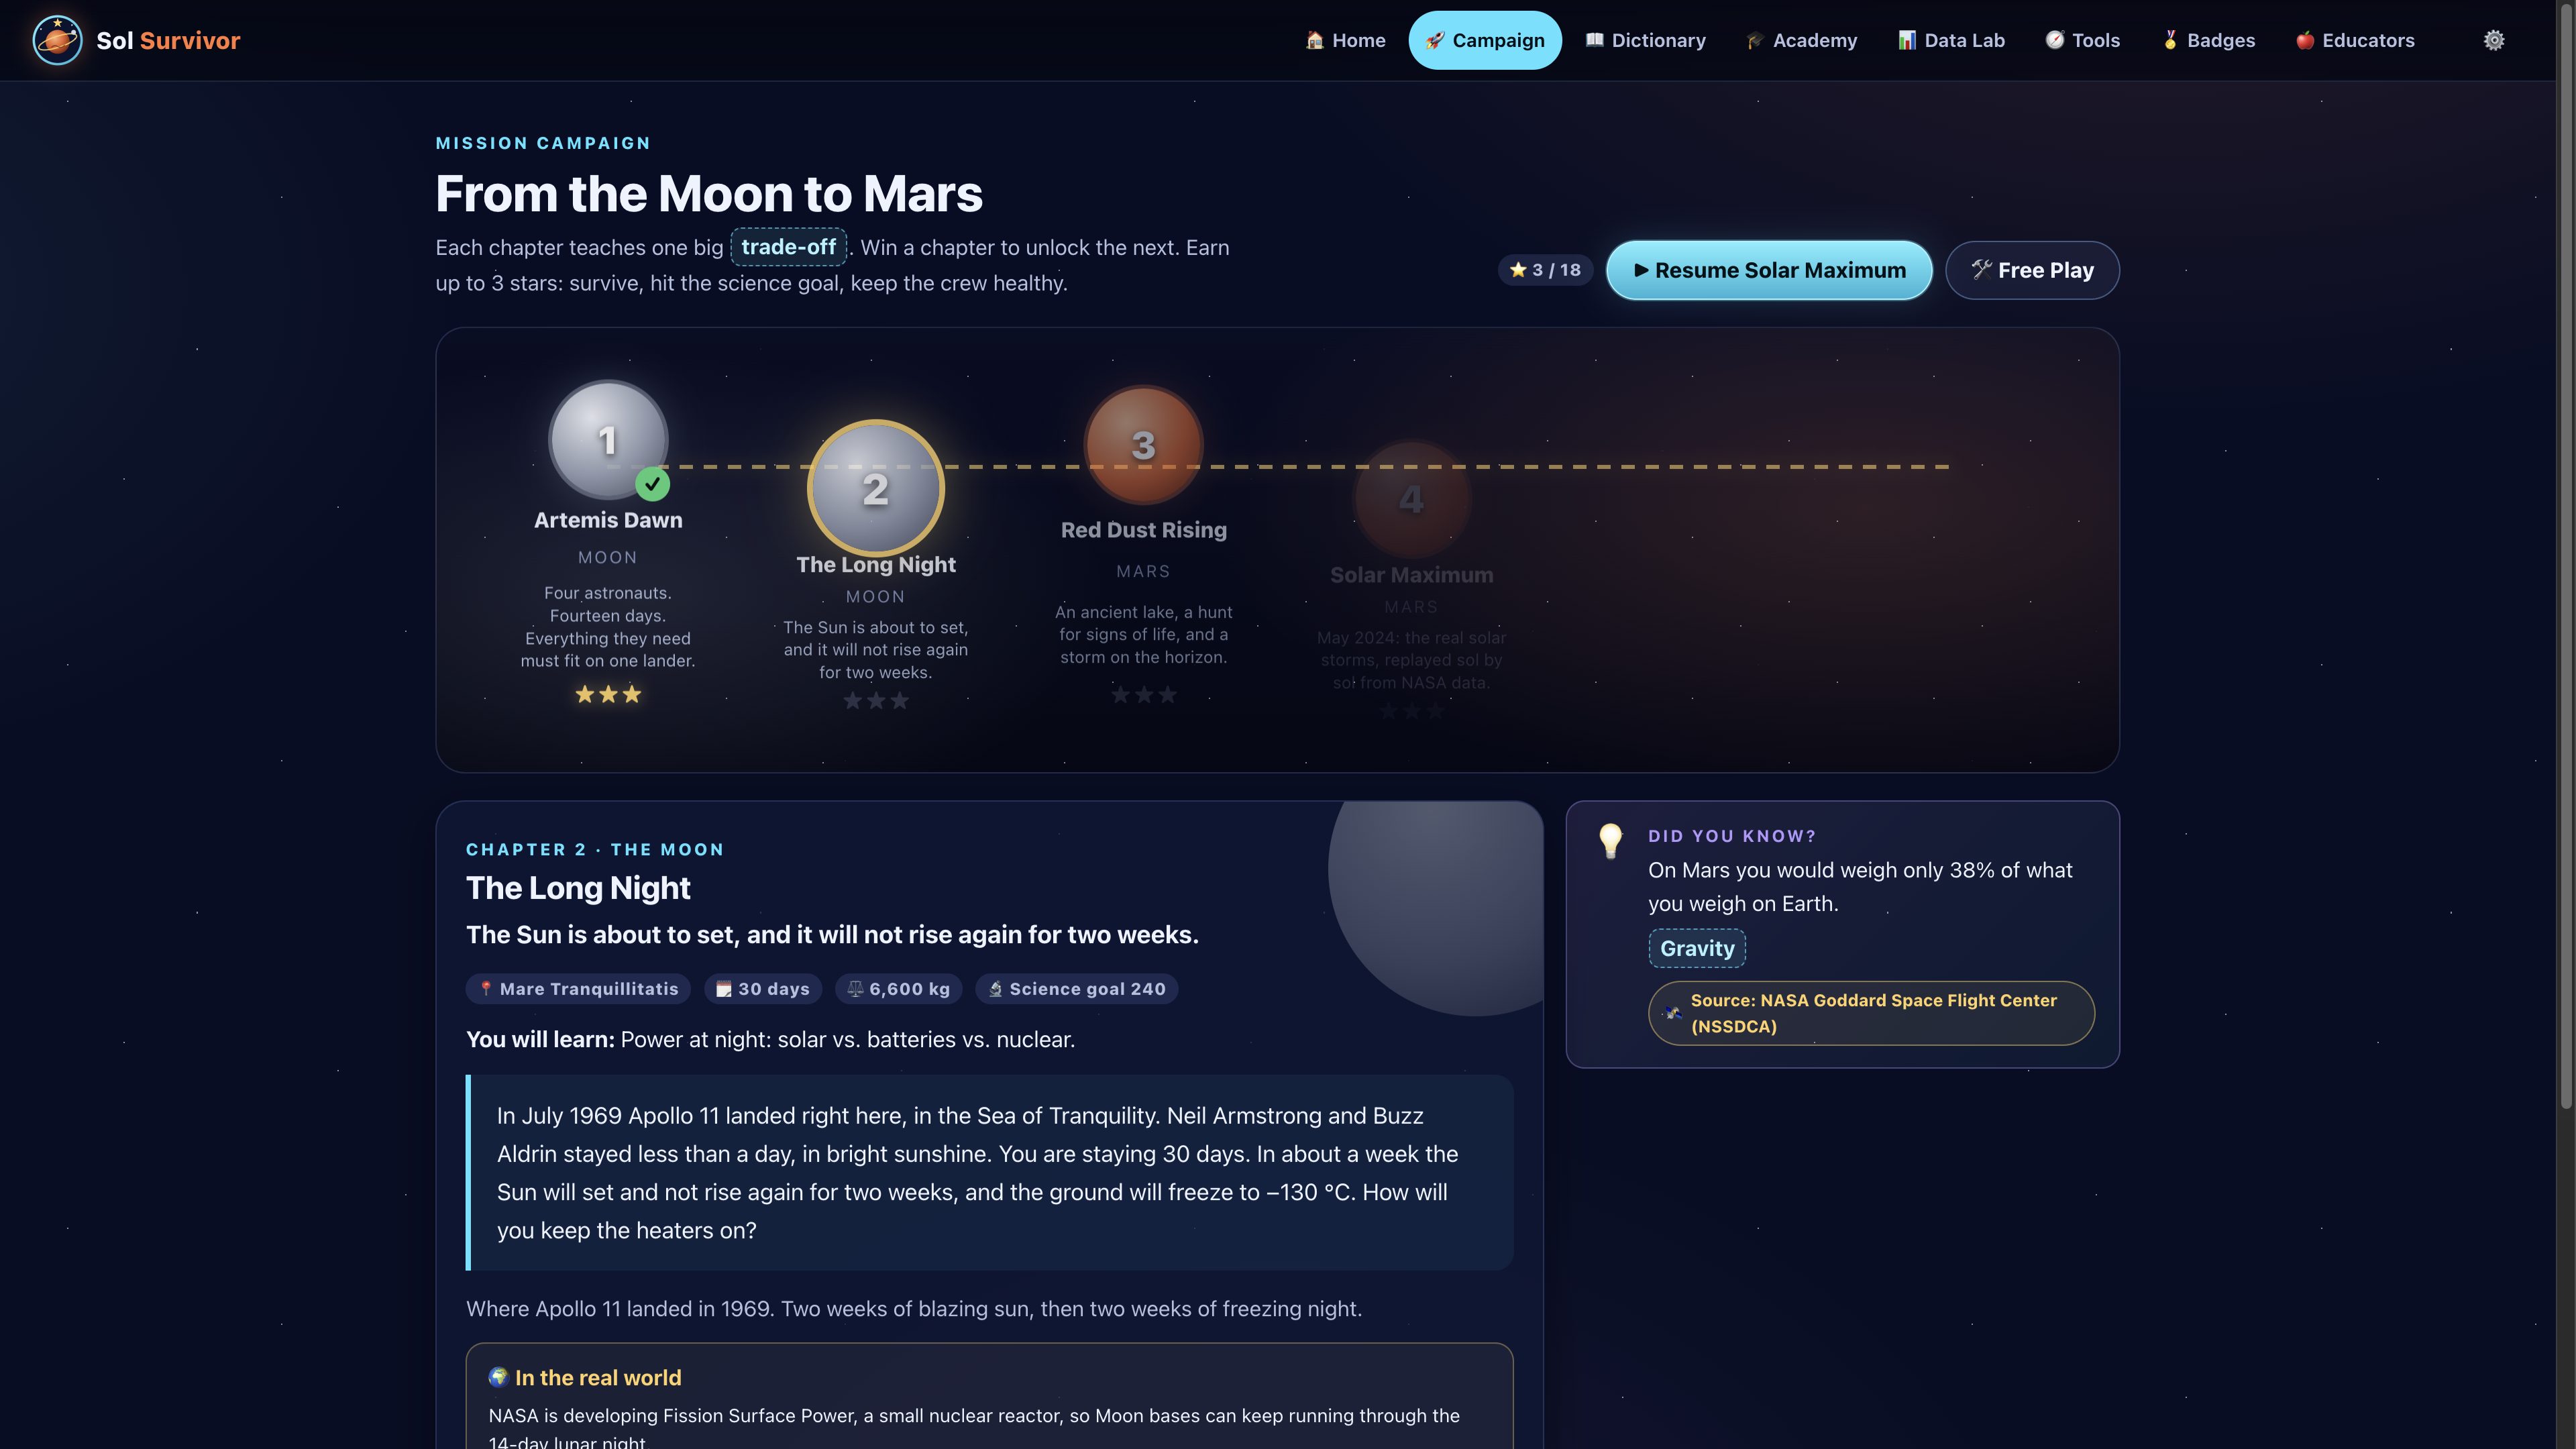 Sol Survivor
Home
Campaign
Dictionary
Academy
Data Lab
Tools
Badges
Educators
MISSION CAMPAIGN
From the Moon to Mars
Each chapter teaches one big trade-off. Win a chapter to unlock the next. Earn
up to 3 stars: survive, hit the science goal, keep the crew healthy.
3 / 18
Resume Solar Maximum
Free Play
1
Artemis Dawn
MOON
Four astronauts.
Fourteen days.
Everything they need
must fit on one lander.
2
The Long Night
MOON
The Sun is about to set,
and it will not rise again
for two weeks.
3
Red Dust Rising
MARS
An ancient lake, a hunt
for signs of life, and a
storm on the horizon.
4
Solar Maximum
MARS
May 2024: the real solar
storms, replayed sol by
sol from NASA data.
CHAPTER 2 · THE MOON
The Long Night
The Sun is about to set, and it will not rise again for two weeks.
Mare Tranquillitatis
30 days
6,600 kg
Science goal 240
You will learn: Power at night: solar vs. batteries vs. nuclear.
In July 1969 Apollo 11 landed right here, in the Sea of Tranquility. Neil Armstrong and Buzz
Aldrin stayed less than a day, in bright sunshine. You are staying 30 days. In about a week the
Sun will set and not rise again for two weeks, and the ground will freeze to −130 °C. How will
you keep the heaters on?
Where Apollo 11 landed in 1969. Two weeks of blazing sun, then two weeks of freezing night.
In the real world
NASA is developing Fission Surface Power, a small nuclear reactor, so Moon bases can keep running through the
14-day lunar night.
DID YOU KNOW?
On Mars you would weigh only 38% of what
you weigh on Earth.
Gravity
Source: NASA Goddard Space Flight Center
(NSSDCA)